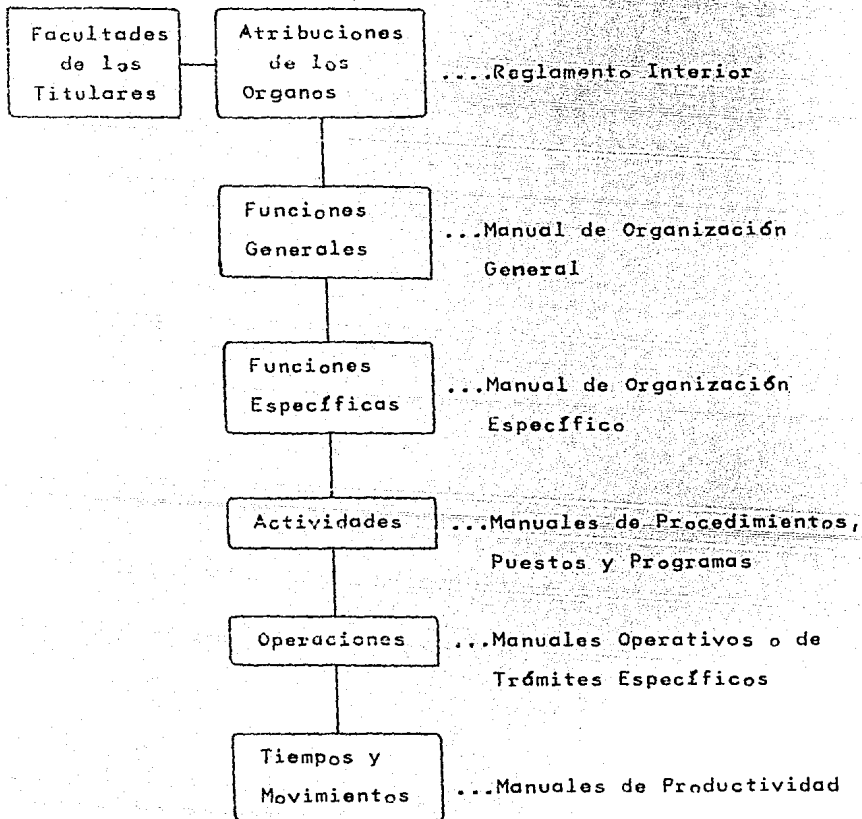 Facultades
de los
Titulares
Atribuciones
de los
Organos
....Reglamento Interior
Funciones
Generales
...Manual de Organización
General
Funciones
Específicas
...Manual de Organización
Específico
Actividades
...Manuales de Procedimientos,
Puestos y Programas
Operaciones
...Manuales Operativos o de
Trámites Específicos
Tiempos y
Movimientos
...Manuales de Productividad